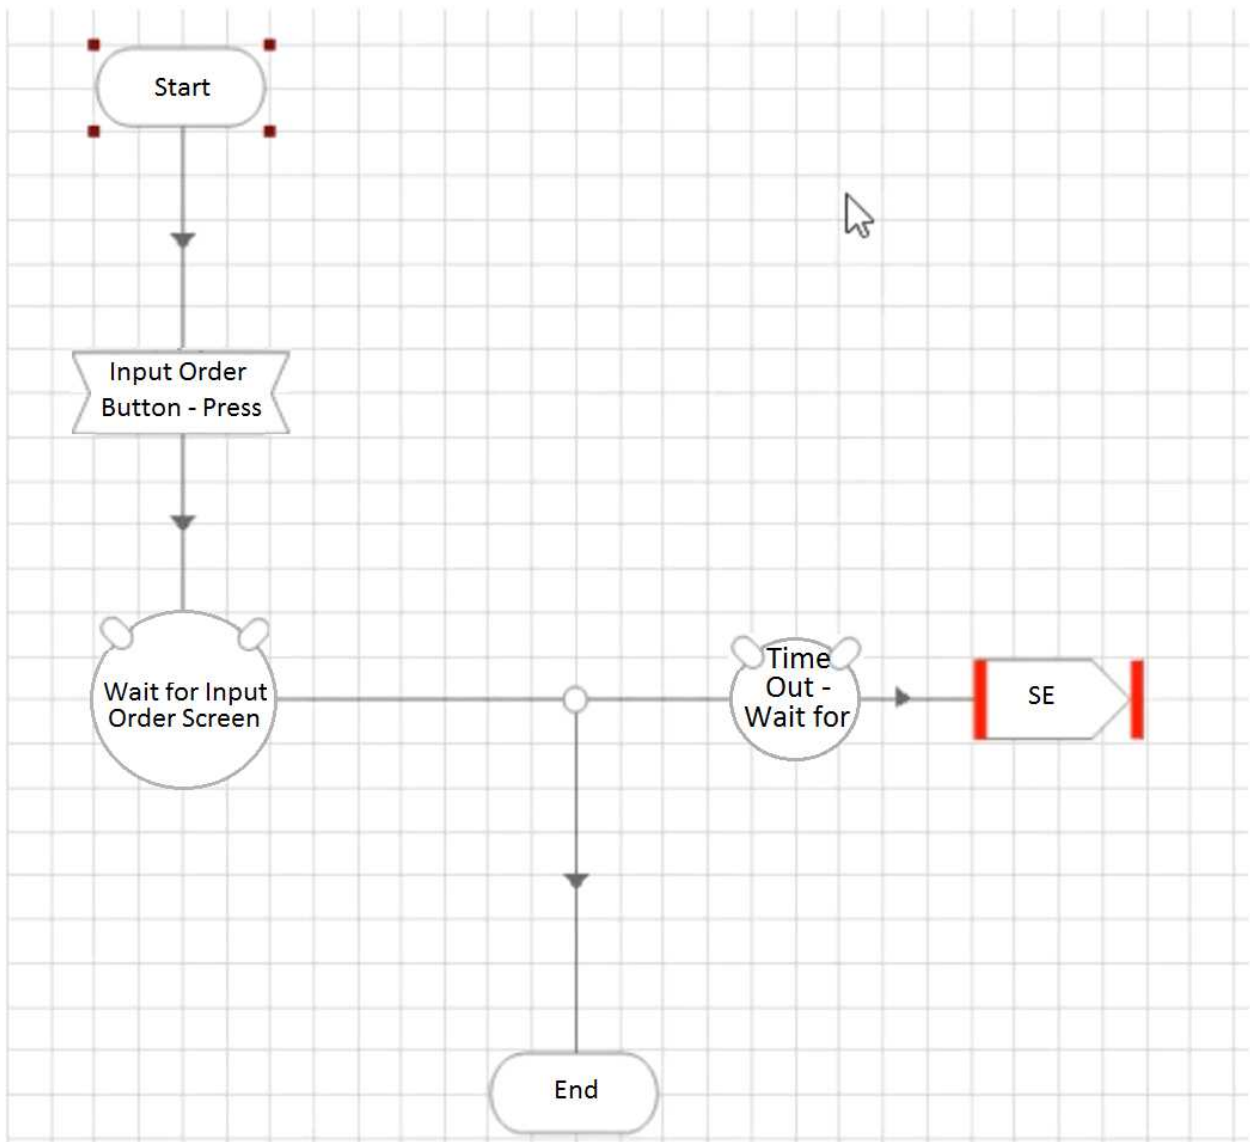 Start
Input Order
Button - Press
Wait for Input
Order Screen
Time
Out -
Wait for
SE
End